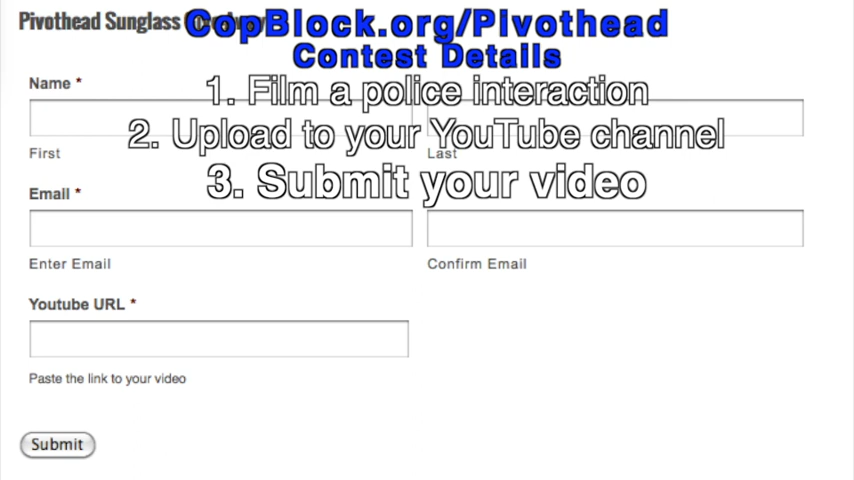 Pivothead Sunglass
CopBlock.org/Pivothead
Contest Details
Name *
1. Film a police interaction
2. Upload to your YouTube channel
First
Last
3. Submit your video
Email *
Enter Email
Confirm Email
Youtube URL *
Paste the link to your video
Submit